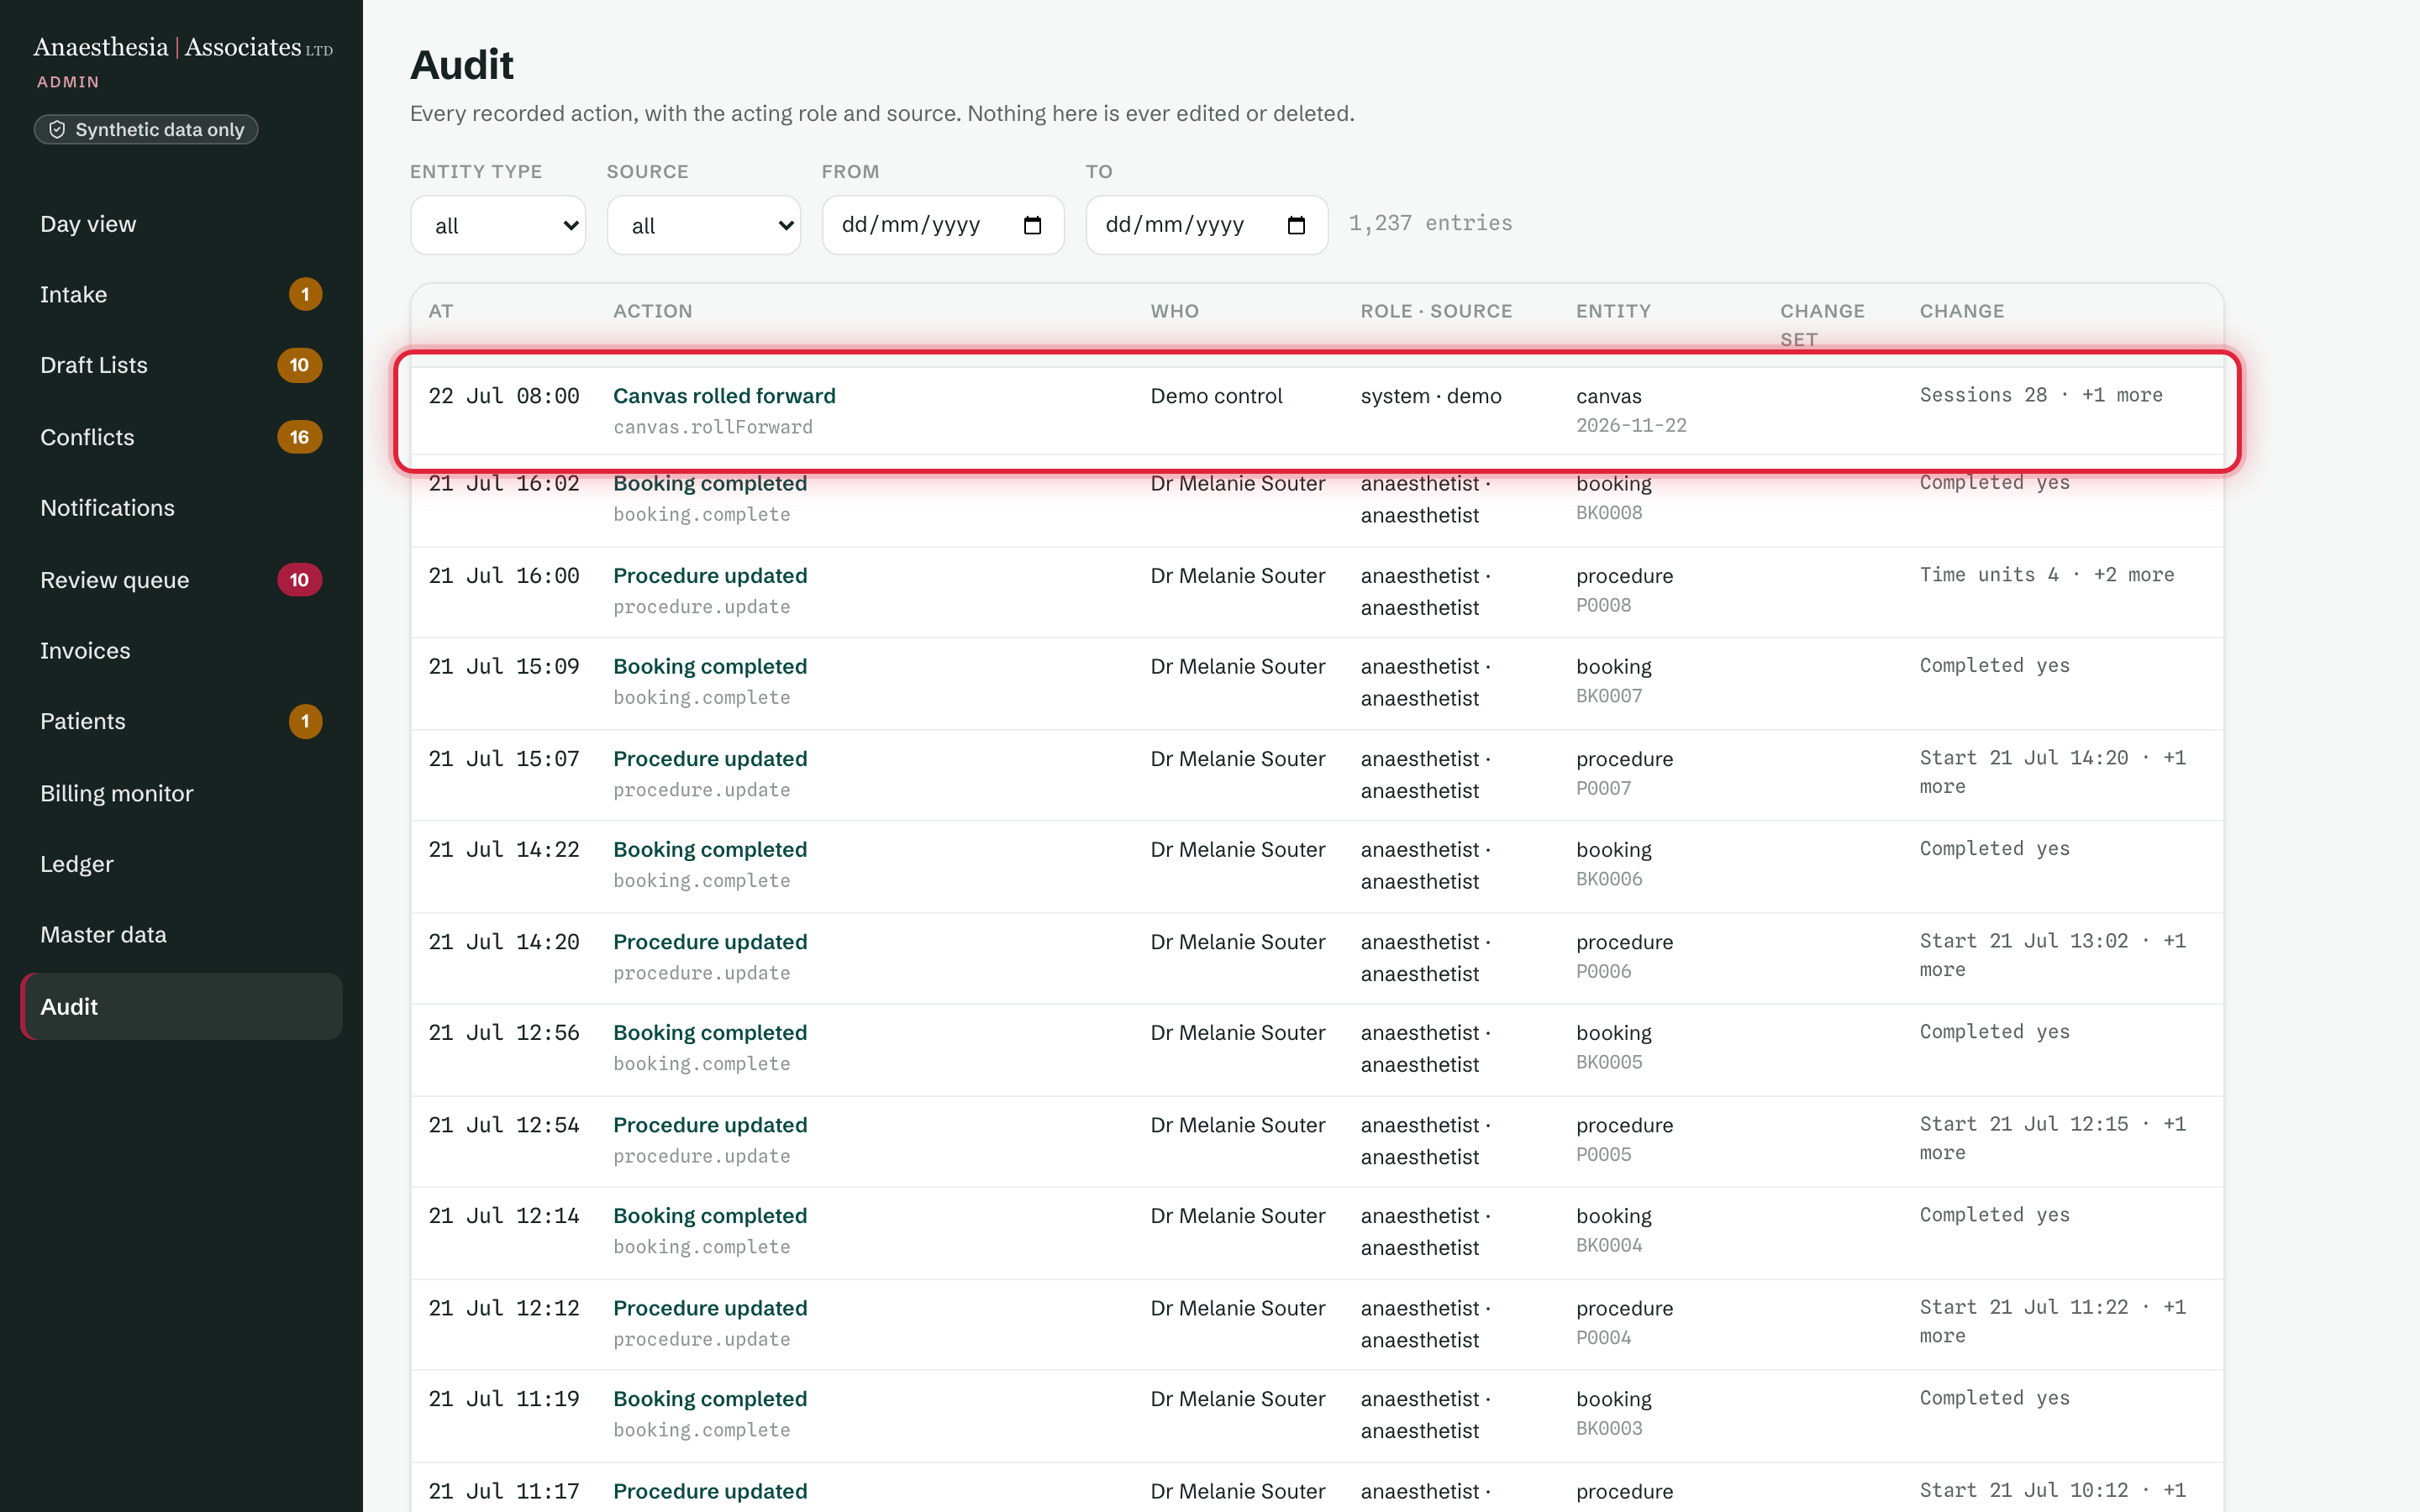 Anaesthesia | Associates LTD
ADMIN
Synthetic data only
Day view
Intake 1
Draft Lists 10
Conflicts 16
Notifications
Review queue 10
Invoices
Patients 1
Billing monitor
Ledger
Master data
Audit
Audit
Every recorded action, with the acting role and source. Nothing here is ever edited or deleted.
ENTITY TYPE SOURCE FROM TO
all all dd/mm/yyyy dd/mm/yyyy 1,237 entries
AT ACTION WHO ROLE · SOURCE ENTITY CHANGE CHANGE
SET
22 Jul 08:00 Canvas rolled forward Demo control system · demo canvas Sessions 28 · +1 more
canvas.rollForward 2026-11-22
21 Jul 16:02 Booking completed Dr Melanie Souter anaesthetist · booking Completed yes
booking.complete anaesthetist BK0008
21 Jul 16:00 Procedure updated Dr Melanie Souter anaesthetist · procedure Time units 4 · +2 more
procedure.update anaesthetist P0008
21 Jul 15:09 Booking completed Dr Melanie Souter anaesthetist · booking Completed yes
booking.complete anaesthetist BK0007
21 Jul 15:07 Procedure updated Dr Melanie Souter anaesthetist · procedure Start 21 Jul 14:20 · +1
procedure.update anaesthetist P0007 more
21 Jul 14:22 Booking completed Dr Melanie Souter anaesthetist · booking Completed yes
booking.complete anaesthetist BK0006
21 Jul 14:20 Procedure updated Dr Melanie Souter anaesthetist · procedure Start 21 Jul 13:02 · +1
procedure.update anaesthetist P0006 more
21 Jul 12:56 Booking completed Dr Melanie Souter anaesthetist · booking Completed yes
booking.complete anaesthetist BK0005
21 Jul 12:54 Procedure updated Dr Melanie Souter anaesthetist · procedure Start 21 Jul 12:15 · +1
procedure.update anaesthetist P0005 more
21 Jul 12:14 Booking completed Dr Melanie Souter anaesthetist · booking Completed yes
booking.complete anaesthetist BK0004
21 Jul 12:12 Procedure updated Dr Melanie Souter anaesthetist · procedure Start 21 Jul 11:22 · +1
procedure.update anaesthetist P0004 more
21 Jul 11:19 Booking completed Dr Melanie Souter anaesthetist · booking Completed yes
booking.complete anaesthetist BK0003
21 Jul 11:17 Procedure updated Dr Melanie Souter anaesthetist · procedure Start 21 Jul 10:12 · +1